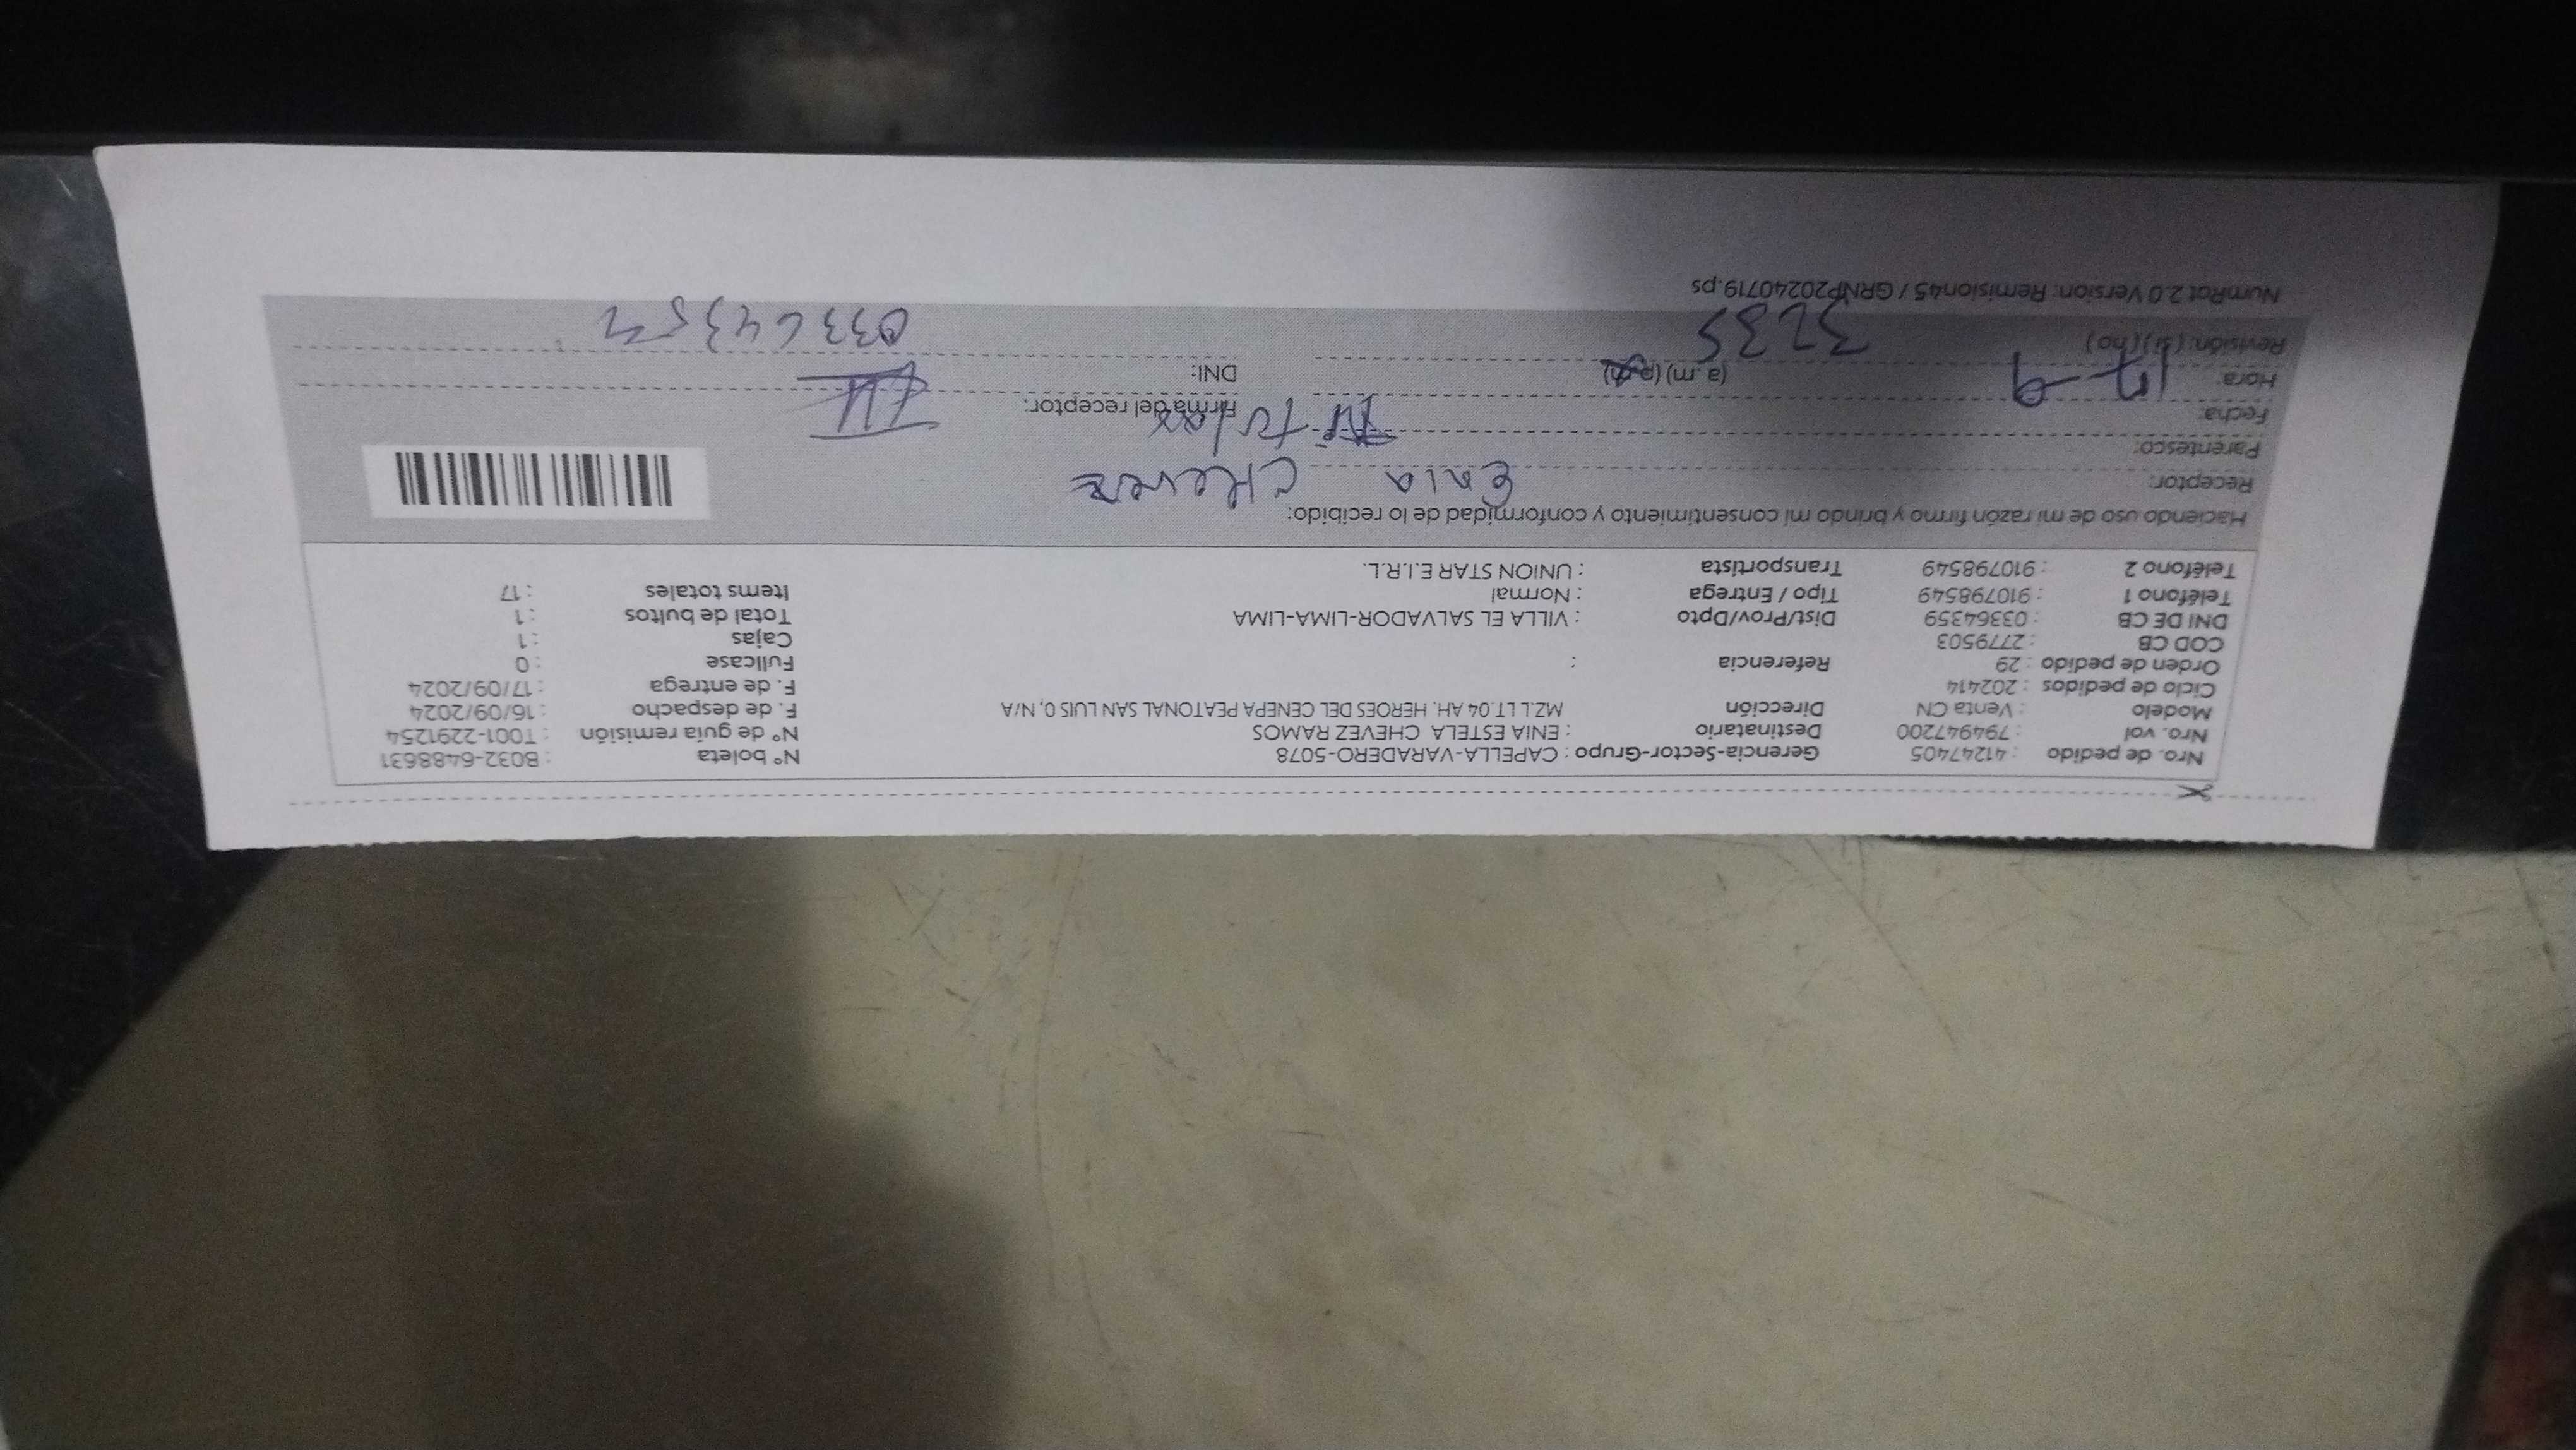 Nro. de pedido : 41247405 Gerencia-Sector-Grupo : CAPELLA-VARADERO-5078 N° boleta : B032-6488631
Nro. vol : 794947200 Destinatario : ENIA ESTELA CHEVEZ RAMOS N° de guía remisión : T001-2291254
Modelo : Venta CN Dirección MZ.L LT.04 AH. HEROES DEL CENEPA PEATONAL SAN LUIS 0, N/A F. de despacho : 16/09/2024
Ciclo de pedidos : 202414 F. de entrega : 17/09/2024
Orden de pedido : 29 Referencia : Fullcase : 0
COD CB : 2779503 Cajas : 1
DNI DE CB : 03364359 Dist/Prov/Dpto : VILLA EL SALVADOR-LIMA-LIMA Total de bultos : 1
Teléfono 1 : 910798549 Tipo / Entrega : Normal Items totales : 17
Teléfono 2 : 910798549 Transportista : UNION STAR E.I.R.L.
Haciendo uso de mi razón firmo y brindo mi consentimiento y conformidad de lo recibido:
Receptor: Enia Chevez
Parentesco: Titular
Fecha: 17-9 Firma del receptor:
Hora: (a.m) (p.m) DNI:
Revisión: (si) (no)
NumRot 2.0 Version: Remision45 / GRNP20240719.ps